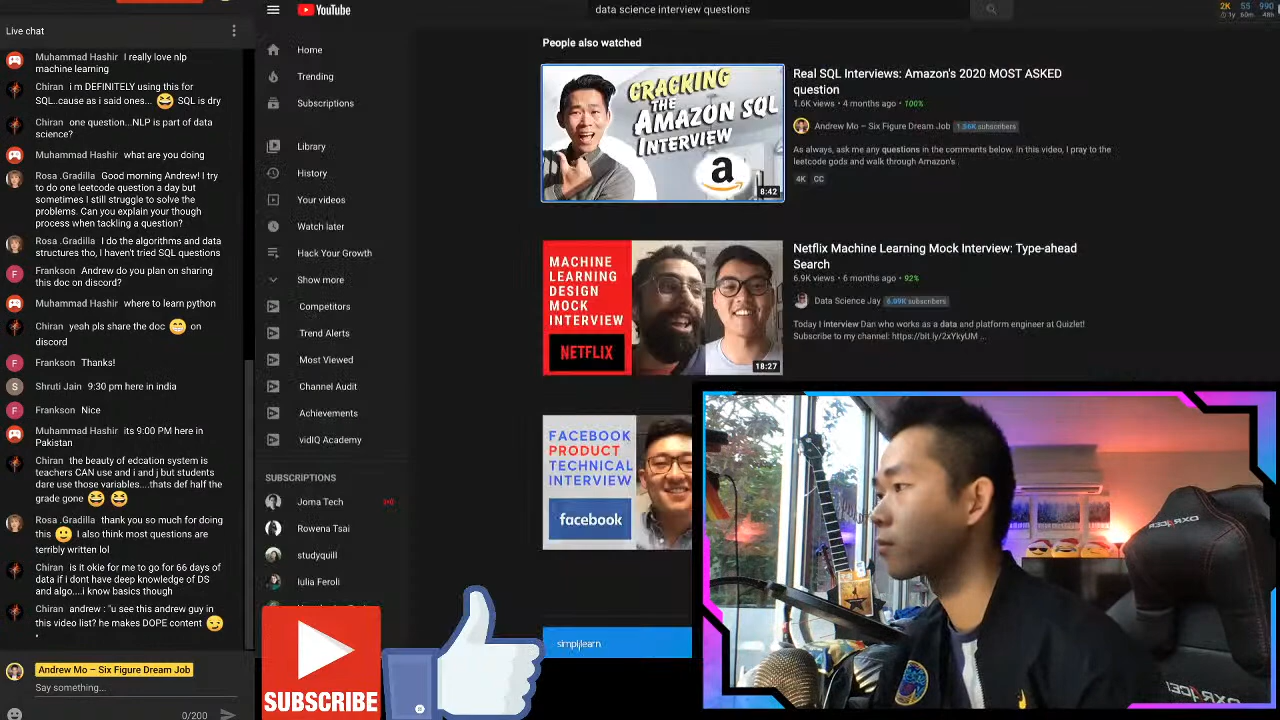 Live chat
Muhammad Hashir I really love nlp
machine learning
Chiran i m DEFINITELY using this for
SQL..cause as i said ones... 😆 SQL is dry
Chiran one question...NLP is part of data
science?
Muhammad Hashir what are you doing
Rosa .Gradilla Good morning Andrew! I try
to do one leetcode question a day but
sometimes I still struggle to solve the
problems. Can you explain your though
process when tackling a question?
Rosa .Gradilla I do the algorithms and data
structures tho, I haven't tried SQL questions
Frankson Andrew do you plan on sharing
this doc on discord?
Muhammad Hashir where to learn python
Chiran yeah pls share the doc 😁 on
discord
Frankson Thanks!
Shruti Jain 9:30 pm here in india
Frankson Nice
Muhammad Hashir its 9:00 PM here in
Pakistan
Chiran the beauty of edcation system is
teachers CAN use and i and j but students
dare use those variables....thats def half the
grade gone 😆 😆
Rosa .Gradilla thank you so much for doing
this 🙂 I also think most questions are
terribly written lol
Chiran is it okie for me to go for 66 days of
data if i dont have deep knowledge of DS
and algo....i know basics though
Chiran andrew : "u see this andrew guy in
this video list? he makes DOPE content 😉
"
Andrew Mo – Six Figure Dream Job
Say something...
0/200
YouTube
data science interview questions
2K 55 990
1y 60m 48h
Home
Trending
Subscriptions
Library
History
Your videos
Watch later
Hack Your Growth
Show more
Competitors
Trend Alerts
Most Viewed
Channel Audit
Achievements
vidIQ Academy
SUBSCRIPTIONS
Joma Tech
Rowena Tsai
studyquill
Iulia Feroli
SUBSCRIBE
People also watched
CRACKING
THE
AMAZON SQL
INTERVIEW
a
8:42
Real SQL Interviews: Amazon's 2020 MOST ASKED
question
1.6K views • 4 months ago • 100%
Andrew Mo – Six Figure Dream Job 1.56K subscribers
As always, ask me any questions in the comments below. In this video, I pray to the
leetcode gods and walk through Amazon's
4K CC
MACHINE
LEARNING
DESIGN
MOCK
INTERVIEW
NETFLIX
18:27
Netflix Machine Learning Mock Interview: Type-ahead
Search
6.9K views • 6 months ago • 92%
Data Science Jay 6.09K subscribers
Today I interview Dan who works as a data and platform engineer at Quizlet!
Subscribe to my channel: https://bit.ly/2xYkyUM ...
FACEBOOK
PRODUCT
TECHNICAL
INTERVIEW
facebook
simplilearn